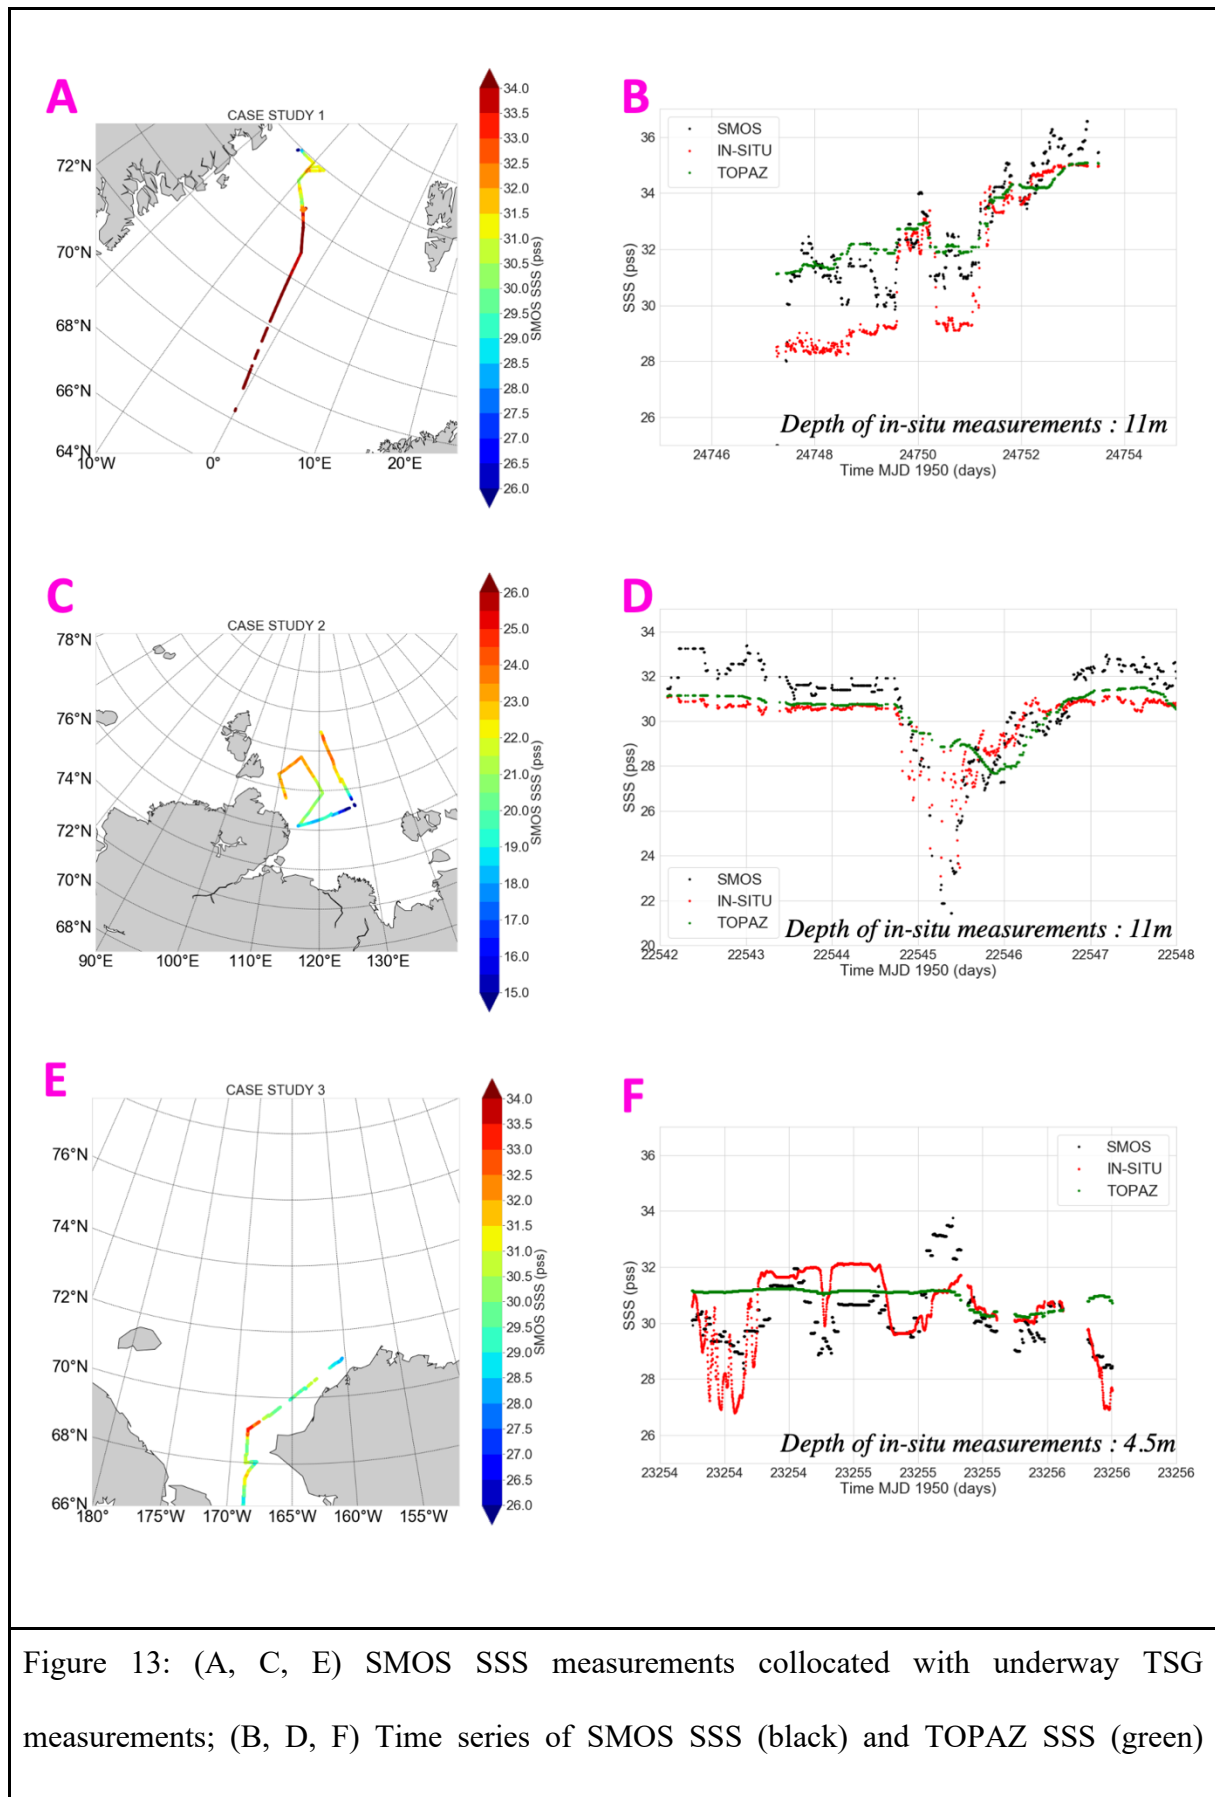 A
CASE STUDY 1
72°N
70°N
68°N
66°N
64°N
10°W 0° 10°E 20°E
34.0
33.5
33.0
32.5
32.0
31.5
31.0
30.5
30.0
29.5
29.0
28.5
28.0
27.5
27.0
26.5
26.0
SMOS SSS (pss)
B
SMOS
IN-SITU
TOPAZ
36
34
32
30
28
26
SSS (pss)
Depth of in-situ measurements : 11m
24746 24748 24750 24752 24754
Time MJD 1950 (days)
C
CASE STUDY 2
78°N
76°N
74°N
72°N
70°N
68°N
90°E 100°E 110°E 120°E 130°E
26.0
25.0
24.0
23.0
22.0
21.0
20.0
19.0
18.0
17.0
16.0
15.0
SMOS SSS (pss)
D
34
32
30
28
26
24
22
20
SSS (pss)
SMOS
IN-SITU
TOPAZ
Depth of in-situ measurements : 11m
22542 22543 22544 22545 22546 22547 22548
Time MJD 1950 (days)
E
CASE STUDY 3
76°N
74°N
72°N
70°N
68°N
66°N
180° 175°W 170°W 165°W 160°W 155°W
34.0
33.5
33.0
32.5
32.0
31.5
31.0
30.5
30.0
29.5
29.0
28.5
28.0
27.5
27.0
26.5
26.0
SMOS SSS (pss)
F
SMOS
IN-SITU
TOPAZ
36
34
32
30
28
26
SSS (pss)
Depth of in-situ measurements : 4.5m
23254 23254 23254 23255 23255 23255 23256 23256 23256
Time MJD 1950 (days)
Figure 13: (A, C, E) SMOS SSS measurements collocated with underway TSG
measurements; (B, D, F) Time series of SMOS SSS (black) and TOPAZ SSS (green)